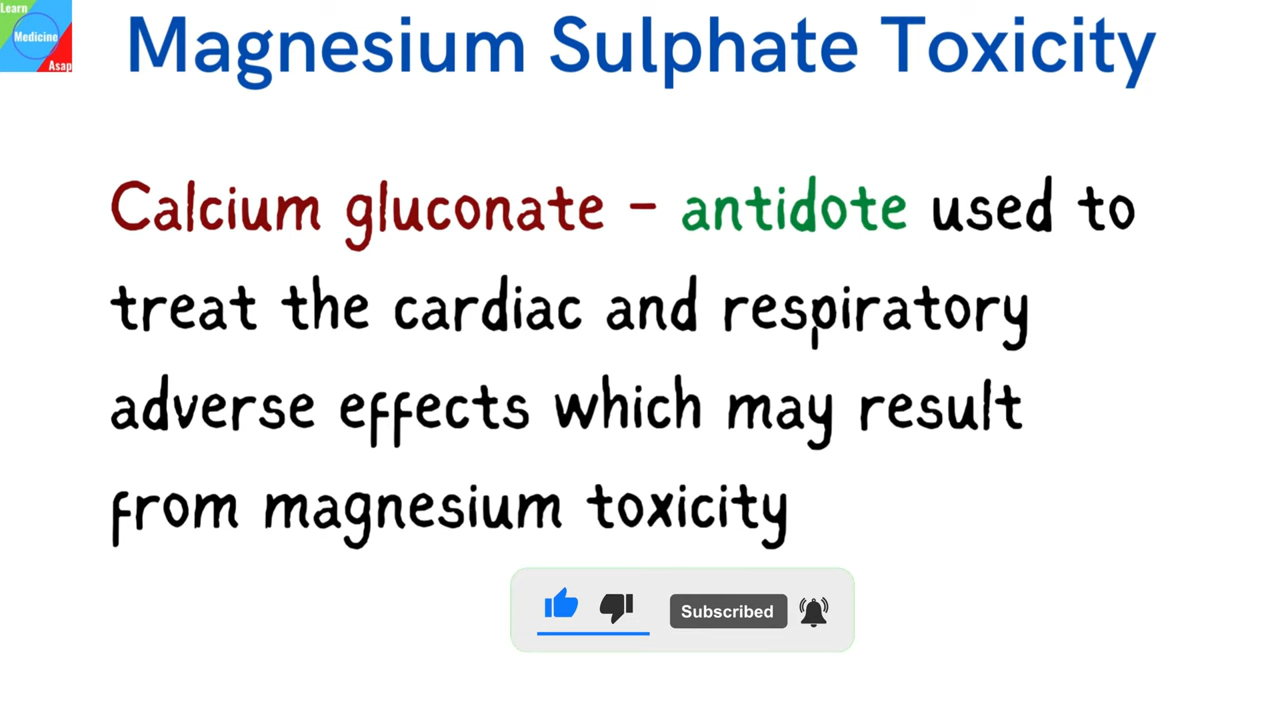 Learn
Medicine
Asap
Magnesium Sulphate Toxicity
Calcium gluconate - antidote used to
treat the cardiac and respiratory
adverse effects which may result
from magnesium toxicity
Subscribed